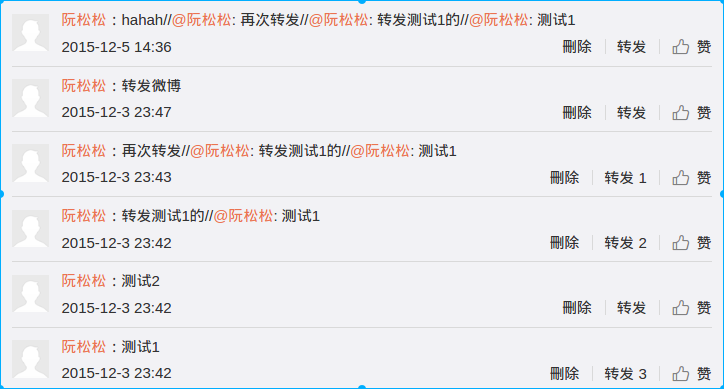 阮松松：hahah//@阮松松: 再次转发//@阮松松: 转发测试1的//@阮松松: 测试1
2015-12-5 14:36 刪除 转发 赞
阮松松：转发微博
2015-12-3 23:47 刪除 转发 赞
阮松松：再次转发//@阮松松: 转发测试1的//@阮松松: 测试1
2015-12-3 23:43 刪除 转发 1 赞
阮松松：转发测试1的//@阮松松: 测试1
2015-12-3 23:42 刪除 转发 2 赞
阮松松：测试2
2015-12-3 23:42 刪除 转发 赞
阮松松：测试1
2015-12-3 23:42 刪除 转发 3 赞